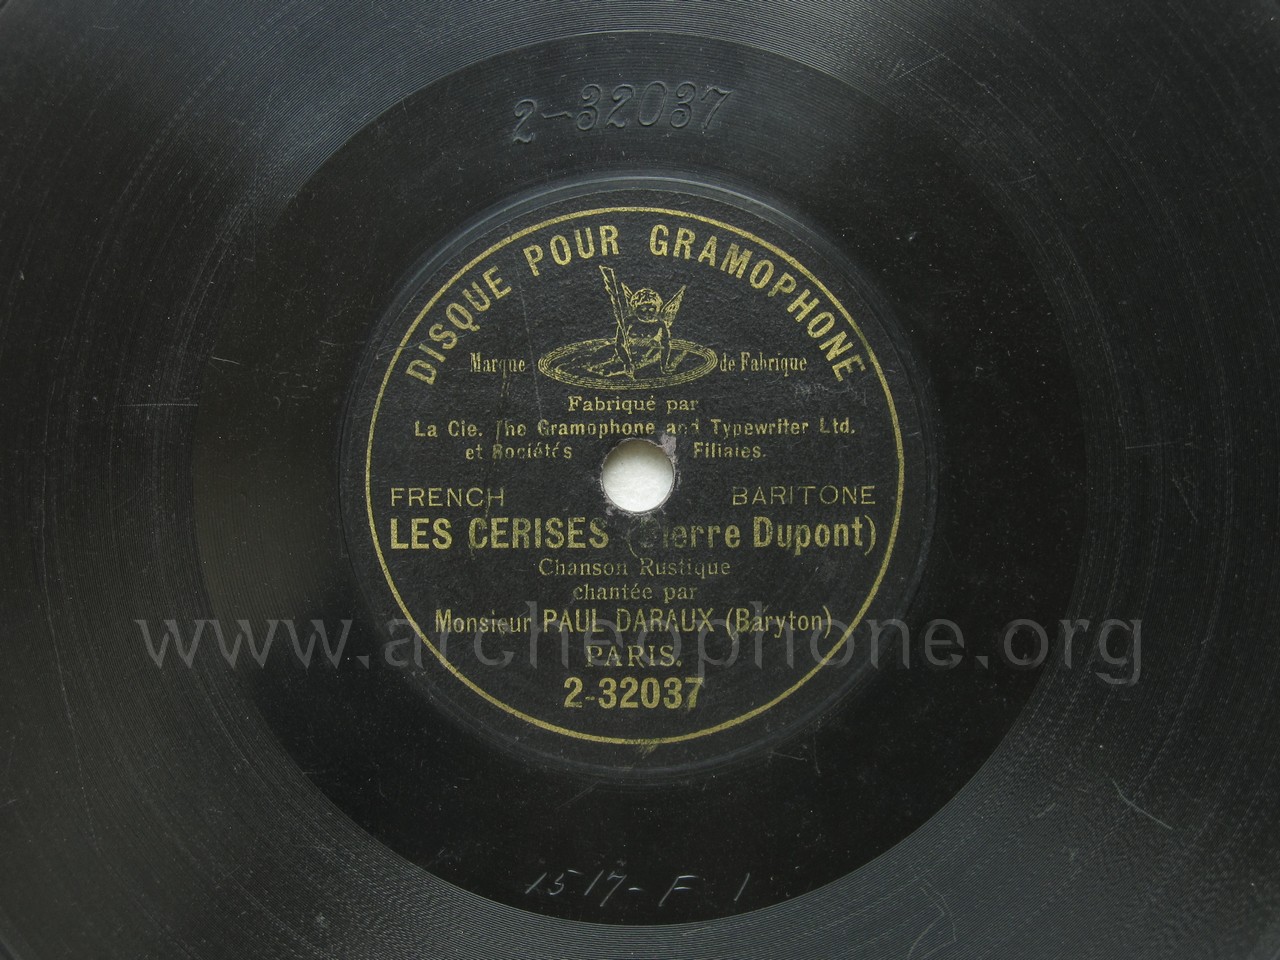 2-32037
DISQUE POUR GRAMOPHONE
Marque de Fabrique
Fabriqué par
La Cie. The Gramophone and Typewriter Ltd.
et Sociétés Filiales.
FRENCH BARITONE
LES CERISES (Pierre Dupont)
Chanson Rustique
chantée par
Monsieur PAUL DARAUX (Baryton)
www.archeophone.org
PARIS.
2-32037
1517-F 1